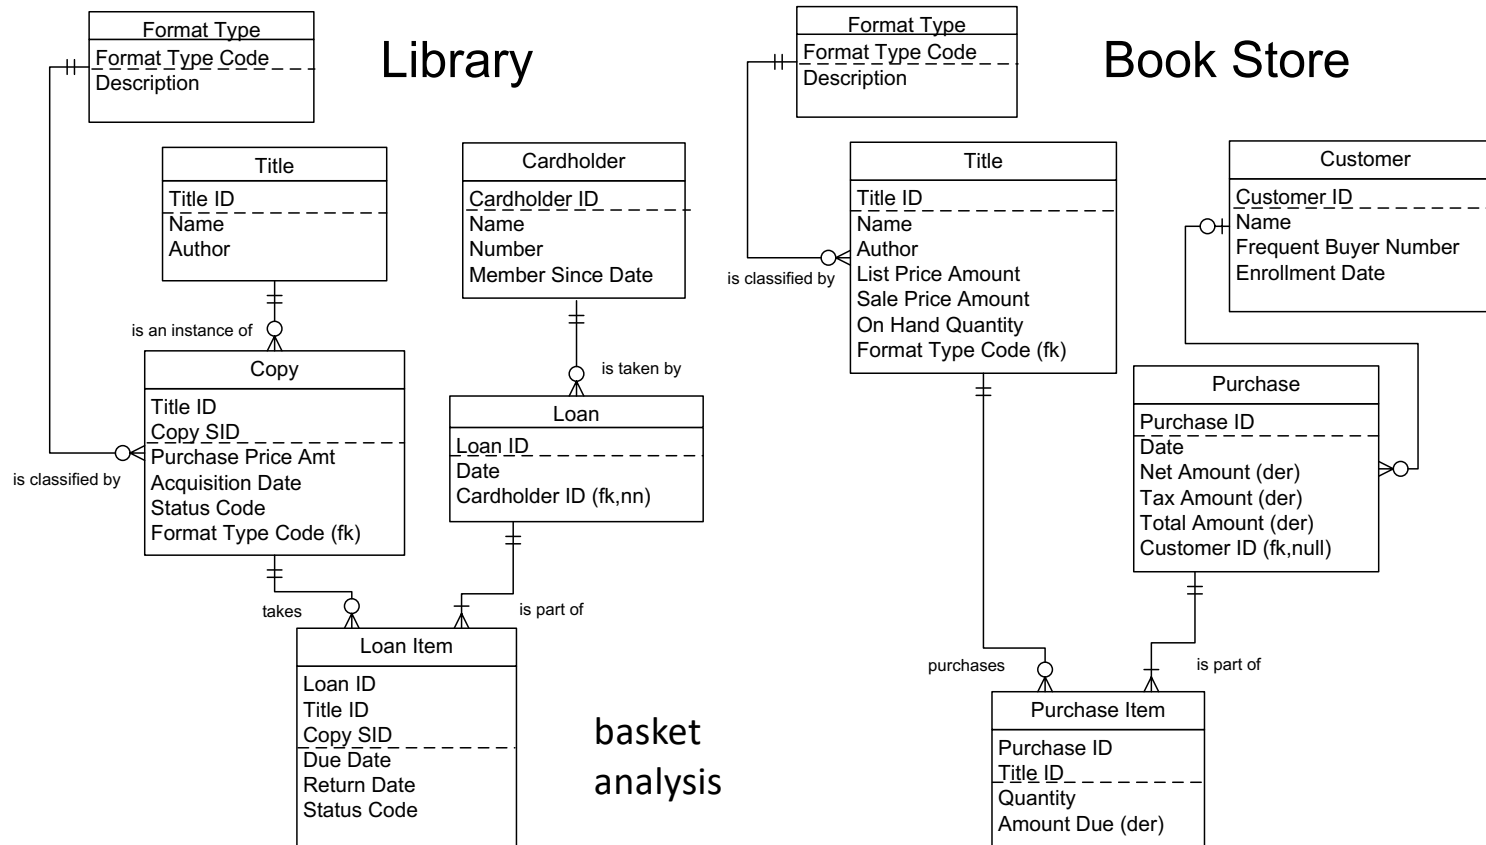 Library
Format Type
Format Type Code
Description
is classified by
Title
Title ID
Name
Author
is an instance of
Cardholder
Cardholder ID
Name
Number
Member Since Date
is taken by
Copy
Title ID
Copy SID
Purchase Price Amt
Acquisition Date
Status Code
Format Type Code (fk)
takes
Loan
Loan ID
Date
Cardholder ID (fk,nn)
is part of
Loan Item
Loan ID
Title ID
Copy SID
Due Date
Return Date
Status Code
basket
analysis
Book Store
Format Type
Format Type Code
Description
is classified by
Title
Title ID
Name
Author
List Price Amount
Sale Price Amount
On Hand Quantity
Format Type Code (fk)
purchases
Customer
Customer ID
Name
Frequent Buyer Number
Enrollment Date
Purchase
Purchase ID
Date
Net Amount (der)
Tax Amount (der)
Total Amount (der)
Customer ID (fk,null)
is part of
Purchase Item
Purchase ID
Title ID
Quantity
Amount Due (der)